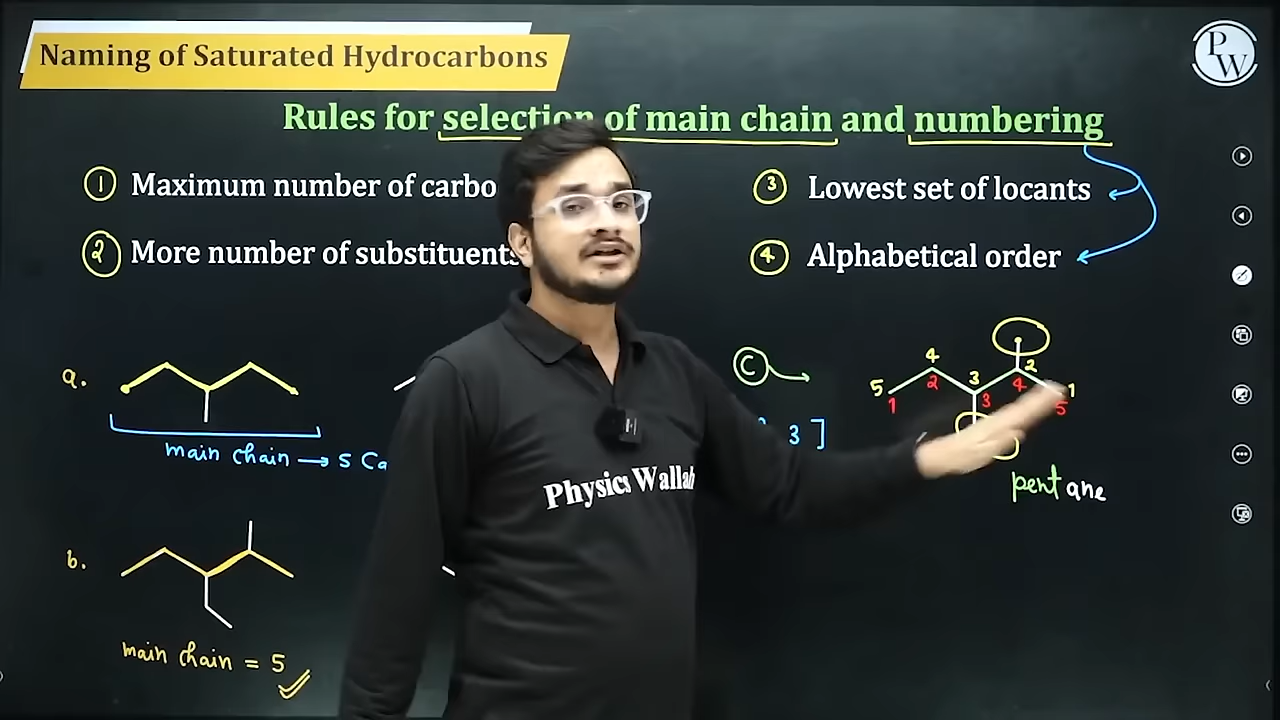 Naming of Saturated Hydrocarbons
PW
Rules for selection of main chain and numbering
① Maximum number of carbo
② More number of substituents
③ Lowest set of locants
④ Alphabetical order
a.
main chain → 5 Ca
b.
main chain = 5
C →
3 ]
5 4 3 2 1
1 2 3 4 5
pentane
Physics Wallah